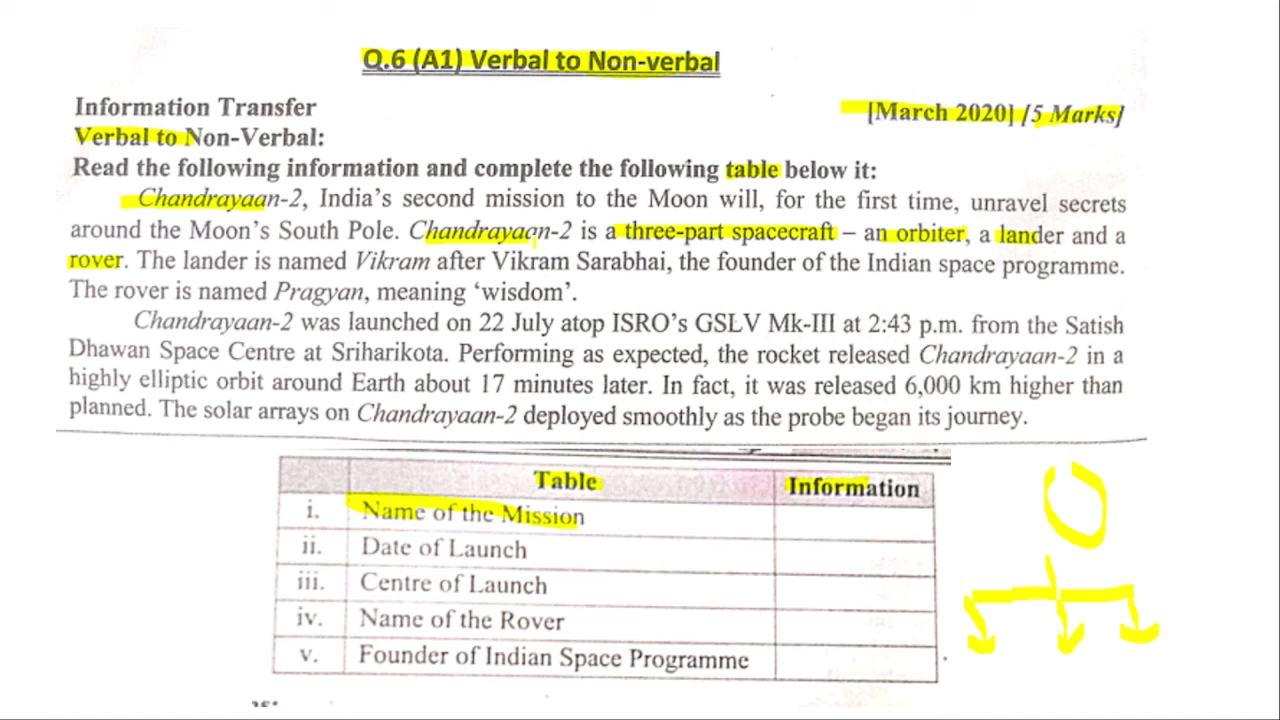 Q.6 (A1) Verbal to Non-verbal
Information Transfer [March 2020] [5 Marks]
Verbal to Non-Verbal:
Read the following information and complete the following table below it:
Chandrayaan-2, India's second mission to the Moon will, for the first time, unravel secrets
around the Moon's South Pole. Chandrayaan-2 is a three-part spacecraft – an orbiter, a lander and a
rover. The lander is named Vikram after Vikram Sarabhai, the founder of the Indian space programme.
The rover is named Pragyan, meaning 'wisdom'.
Chandrayaan-2 was launched on 22 July atop ISRO's GSLV Mk-III at 2:43 p.m. from the Satish
Dhawan Space Centre at Sriharikota. Performing as expected, the rocket released Chandrayaan-2 in a
highly elliptic orbit around Earth about 17 minutes later. In fact, it was released 6,000 km higher than
planned. The solar arrays on Chandrayaan-2 deployed smoothly as the probe began its journey.
Table Information
i. Name of the Mission
ii. Date of Launch
iii. Centre of Launch
iv. Name of the Rover
v. Founder of Indian Space Programme